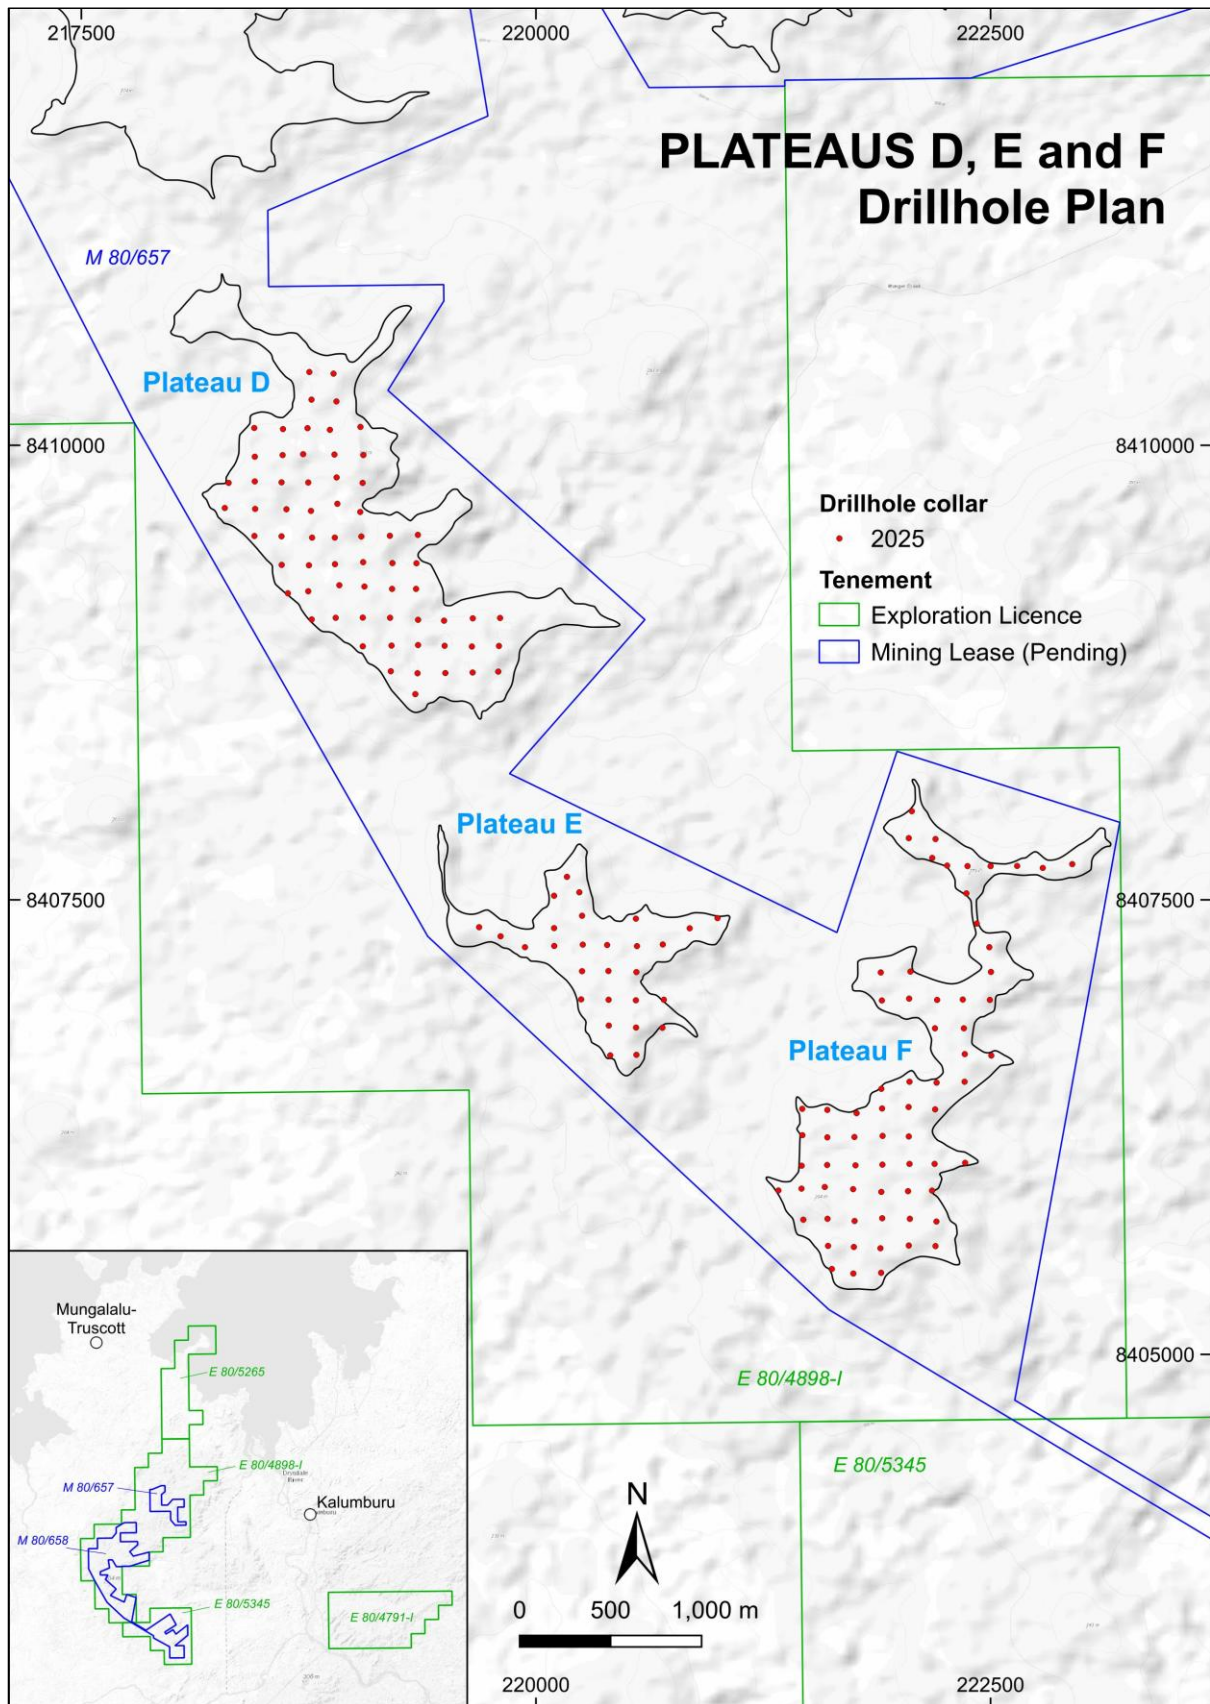 217500
220000
222500
PLATEAUS D, E and F
Drillhole Plan
M 80/657
Plateau D
8410000
8410000
Drillhole collar
2025
Tenement
Exploration Licence
Mining Lease (Pending)
Plateau E
8407500
8407500
Plateau F
8405000
E 80/4898-I
E 80/5345
Mungalalu-
Truscott
E 80/5265
E 80/4898-I
M 80/657
Kalumburu
M 80/658
E 80/5345
E 80/4791-I
N
0
500
1,000 m
220000
222500